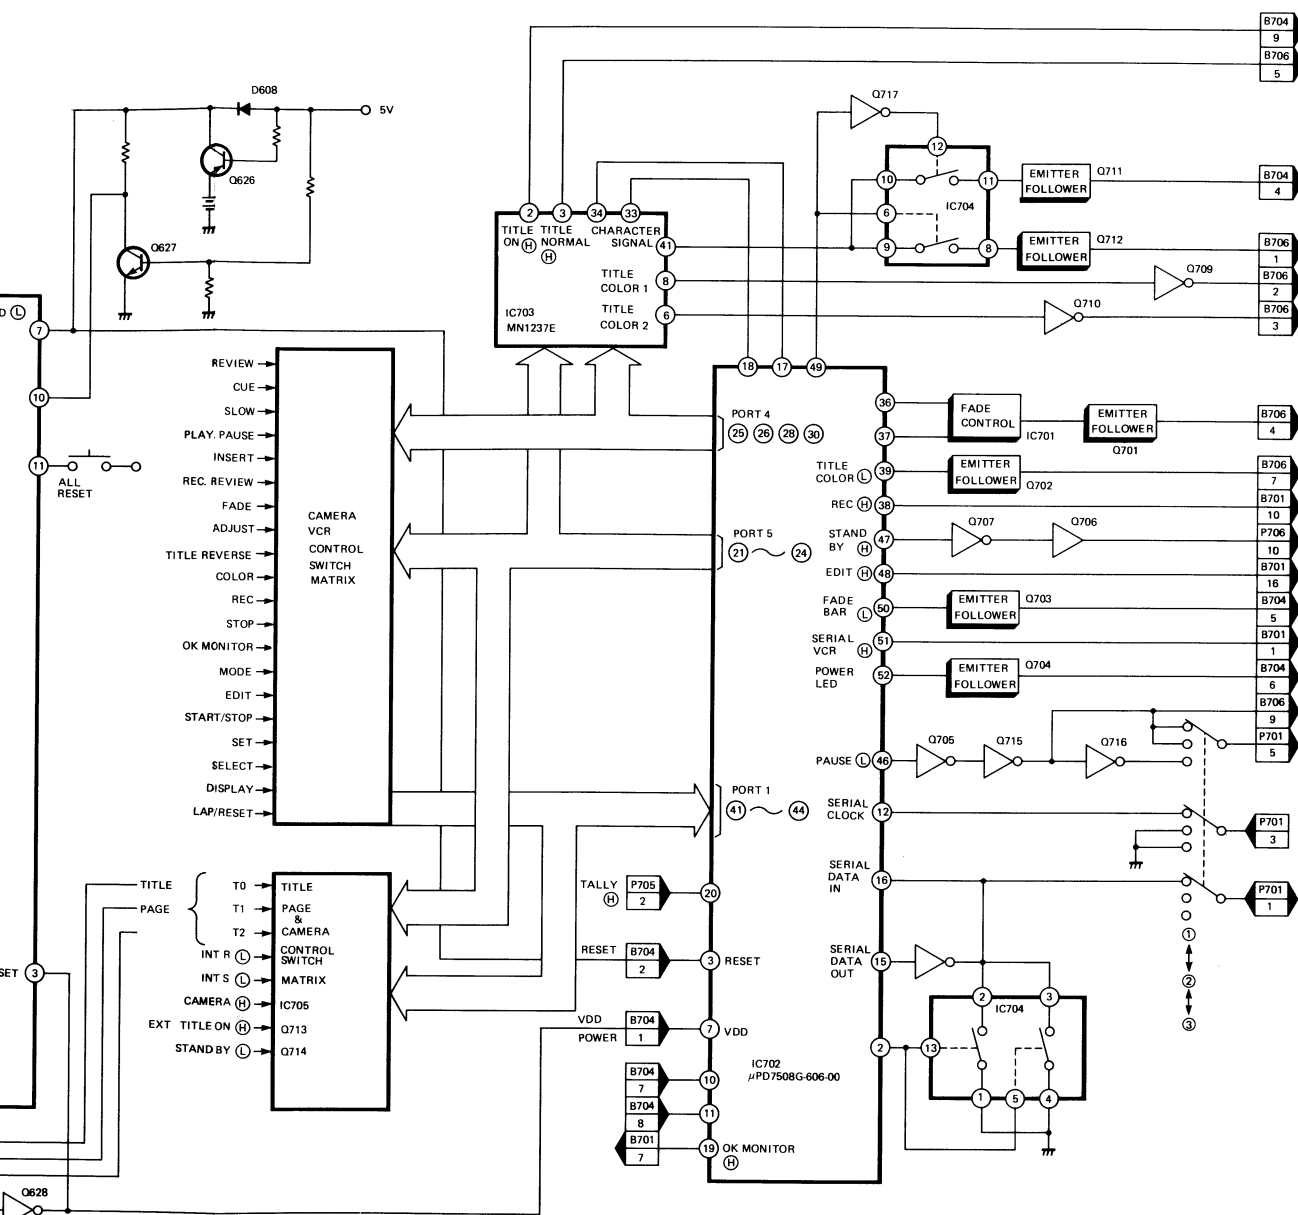 B704
9
B706
5
D608
5V
Q626
Q627
Q717
12
10
11
6
IC704
9
8
EMITTER
FOLLOWER
Q711
B704
4
EMITTER
FOLLOWER
Q712
B706
1
Q709
B706
2
Q710
B706
3
2
3
34
33
TITLE
ON (H)
TITLE
NORMAL
(H)
CHARACTER
SIGNAL
41
TITLE
COLOR 1
8
TITLE
COLOR 2
6
IC703
MN1237E
D (L)
7
10
11
ALL
RESET
SET
3
REVIEW
CUE
SLOW
PLAY. PAUSE
INSERT
REC. REVIEW
FADE
ADJUST
TITLE REVERSE
COLOR
REC
STOP
OK MONITOR
MODE
EDIT
START/STOP
SET
SELECT
DISPLAY
LAP/RESET
CAMERA
VCR
CONTROL
SWITCH
MATRIX
TITLE
PAGE
T0
T1
T2
INT R (L)
INT S (L)
CAMERA (H)
EXT TITLE ON (H)
STAND BY (L)
TITLE
PAGE
&
CAMERA
CONTROL
SWITCH
MATRIX
IC705
Q713
Q714
Q628
18
17
49
PORT 4
25 26 28 30
PORT 5
21 ～ 24
PORT 1
41 ～ 44
TALLY
(H)
P705
2
20
RESET
B704
2
3
RESET
VDD
POWER
B704
1
7
VDD
B704
7
10
B704
8
11
B701
7
19
OK MONITOR
(H)
IC702
μPD7508G-606-00
36
37
FADE
CONTROL
IC701
EMITTER
FOLLOWER
Q701
B706
4
TITLE
COLOR (L)
39
EMITTER
FOLLOWER
Q702
B706
7
REC (H)
38
B701
10
STAND
BY (H)
47
Q707
Q706
P706
10
EDIT (H)
48
B701
16
FADE
BAR (L)
50
EMITTER
FOLLOWER
Q703
B704
5
SERIAL
VCR (H)
51
B701
1
POWER
LED
52
EMITTER
FOLLOWER
Q704
B704
6
B706
9
PAUSE (L)
46
Q705
Q715
Q716
P701
5
SERIAL
CLOCK
12
P701
3
SERIAL
DATA
IN
16
P701
1
SERIAL
DATA
OUT
15
①
②
③
2
3
IC704
2
13
1
5
4